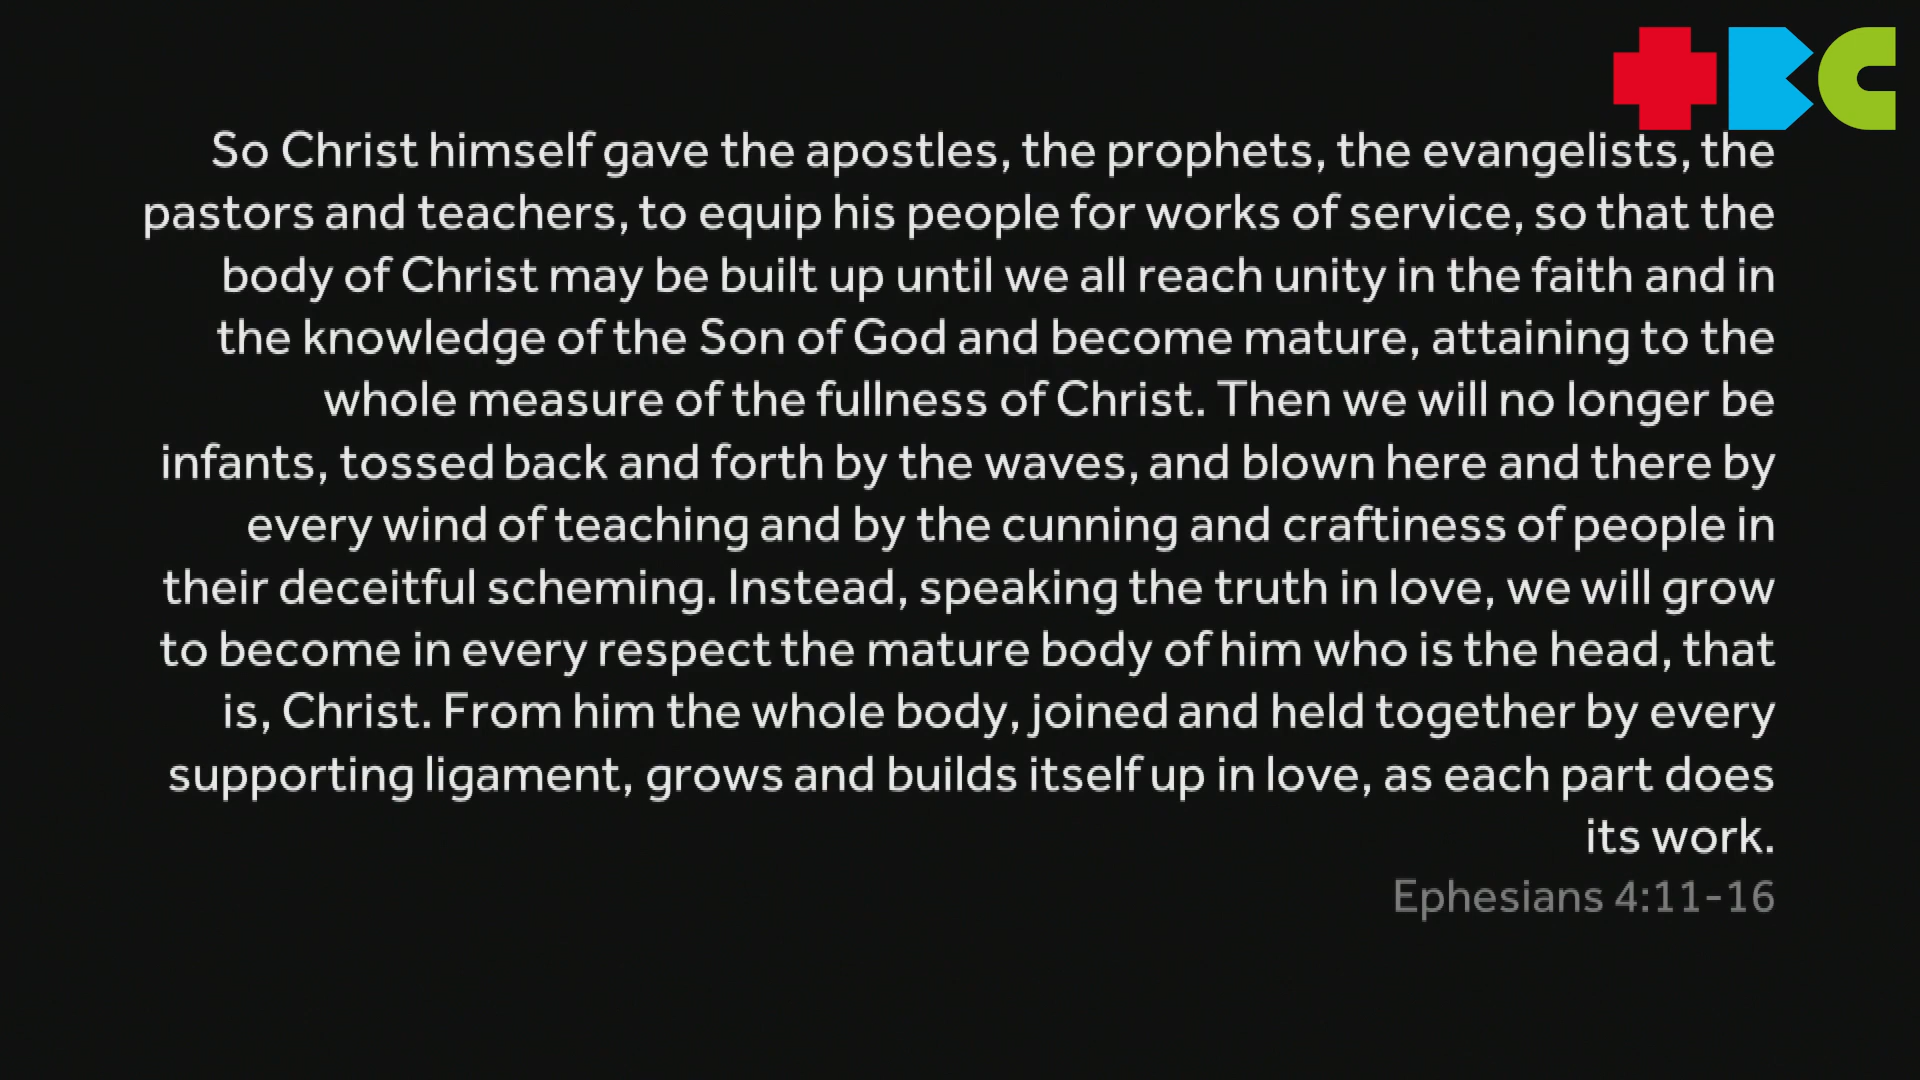 +BC
So Christ himself gave the apostles, the prophets, the evangelists, the
pastors and teachers, to equip his people for works of service, so that the
body of Christ may be built up until we all reach unity in the faith and in
the knowledge of the Son of God and become mature, attaining to the
whole measure of the fullness of Christ. Then we will no longer be
infants, tossed back and forth by the waves, and blown here and there by
every wind of teaching and by the cunning and craftiness of people in
their deceitful scheming. Instead, speaking the truth in love, we will grow
to become in every respect the mature body of him who is the head, that
is, Christ. From him the whole body, joined and held together by every
supporting ligament, grows and builds itself up in love, as each part does
its work.
Ephesians 4:11-16